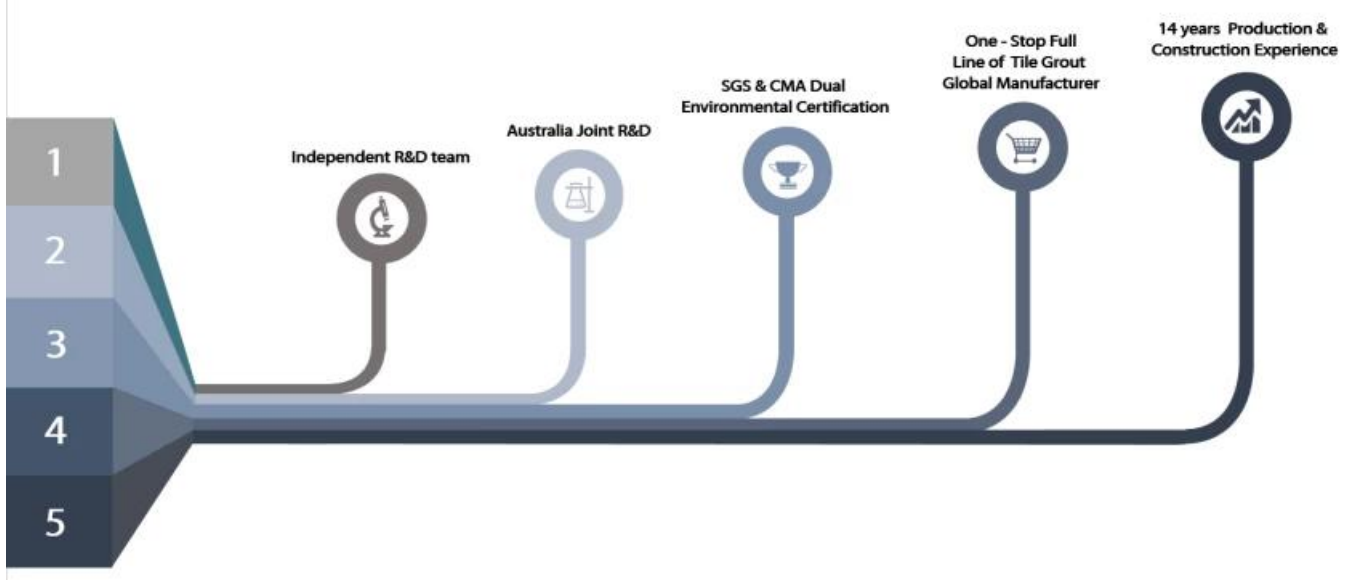 1
2
3
4
5
Independent R&D team
Australia Joint R&D
SGS & CMA Dual
Environmental Certification
One - Stop Full
Line of Tile Grout
Global Manufacturer
14 years Production &
Construction Experience